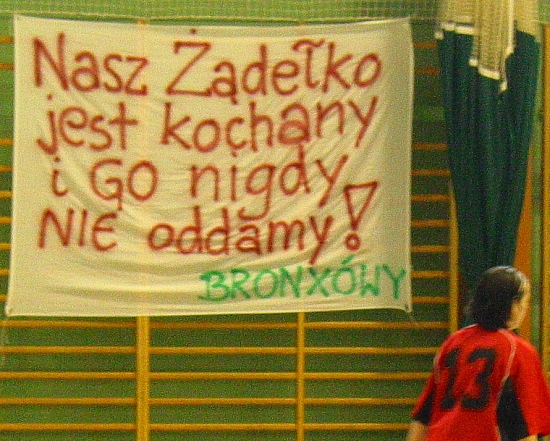 Nasz Żądełko
jest kochany
i GO nigdy
NIE oddamy!
BRONXÓWY
13